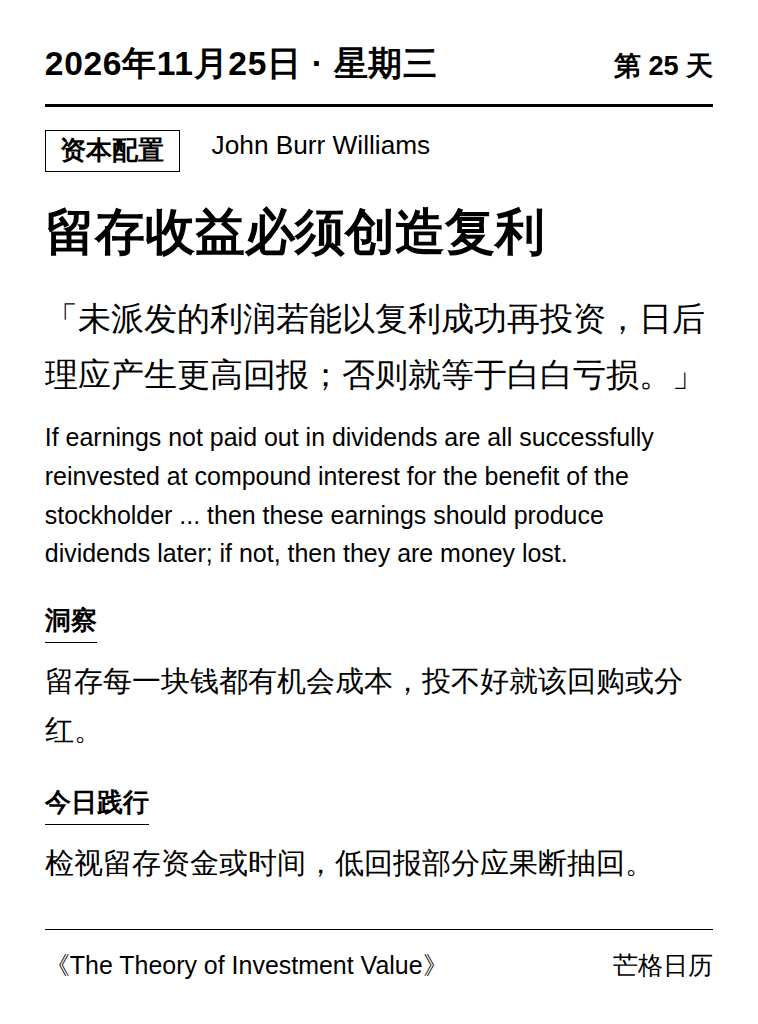 2026年11月25日 · 星期三
第 25 天
资本配置
John Burr Williams
留存收益必须创造复利
「未派发的利润若能以复利成功再投资，日后
理应产生更高回报；否则就等于白白亏损。」
If earnings not paid out in dividends are all successfully
reinvested at compound interest for the benefit of the
stockholder ... then these earnings should produce
dividends later; if not, then they are money lost.
洞察
留存每一块钱都有机会成本，投不好就该回购或分
红。
今日践行
检视留存资金或时间，低回报部分应果断抽回。
《The Theory of Investment Value》
芒格日历